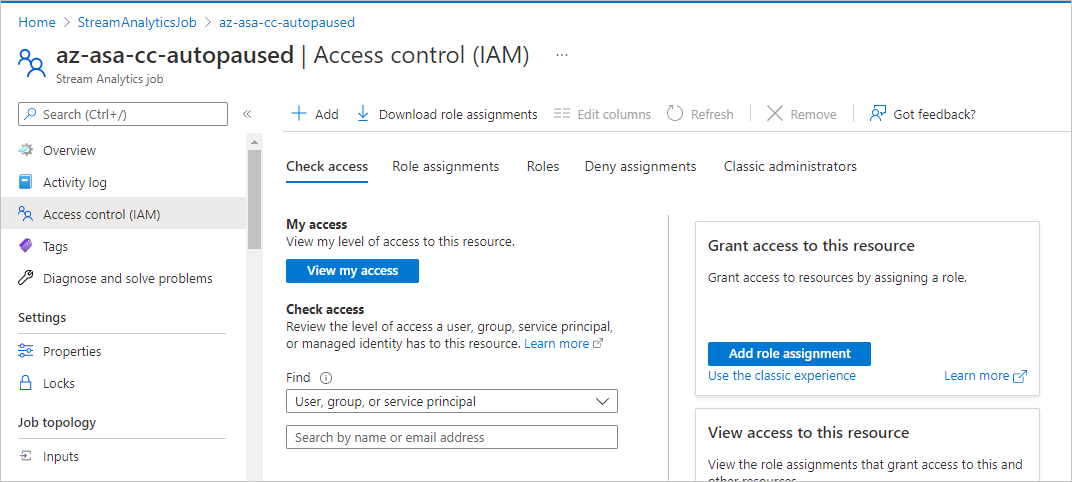 Home > StreamAnalyticsJob > az-asa-cc-autopaused
az-asa-cc-autopaused | Access control (IAM) ...
Stream Analytics job
Search (Ctrl+/)
«
Overview
Activity log
Access control (IAM)
Tags
Diagnose and solve problems
Settings
Properties
Locks
Job topology
Inputs
Add Download role assignments Edit columns Refresh Remove Got feedback?
Check access Role assignments Roles Deny assignments Classic administrators
My access
View my level of access to this resource.
View my access
Check access
Review the level of access a user, group, service principal,
or managed identity has to this resource. Learn more
Find
User, group, or service principal
Search by name or email address
Grant access to this resource
Grant access to resources by assigning a role.
Add role assignment
Use the classic experience Learn more
View access to this resource
View the role assignments that grant access to this and
other resources.